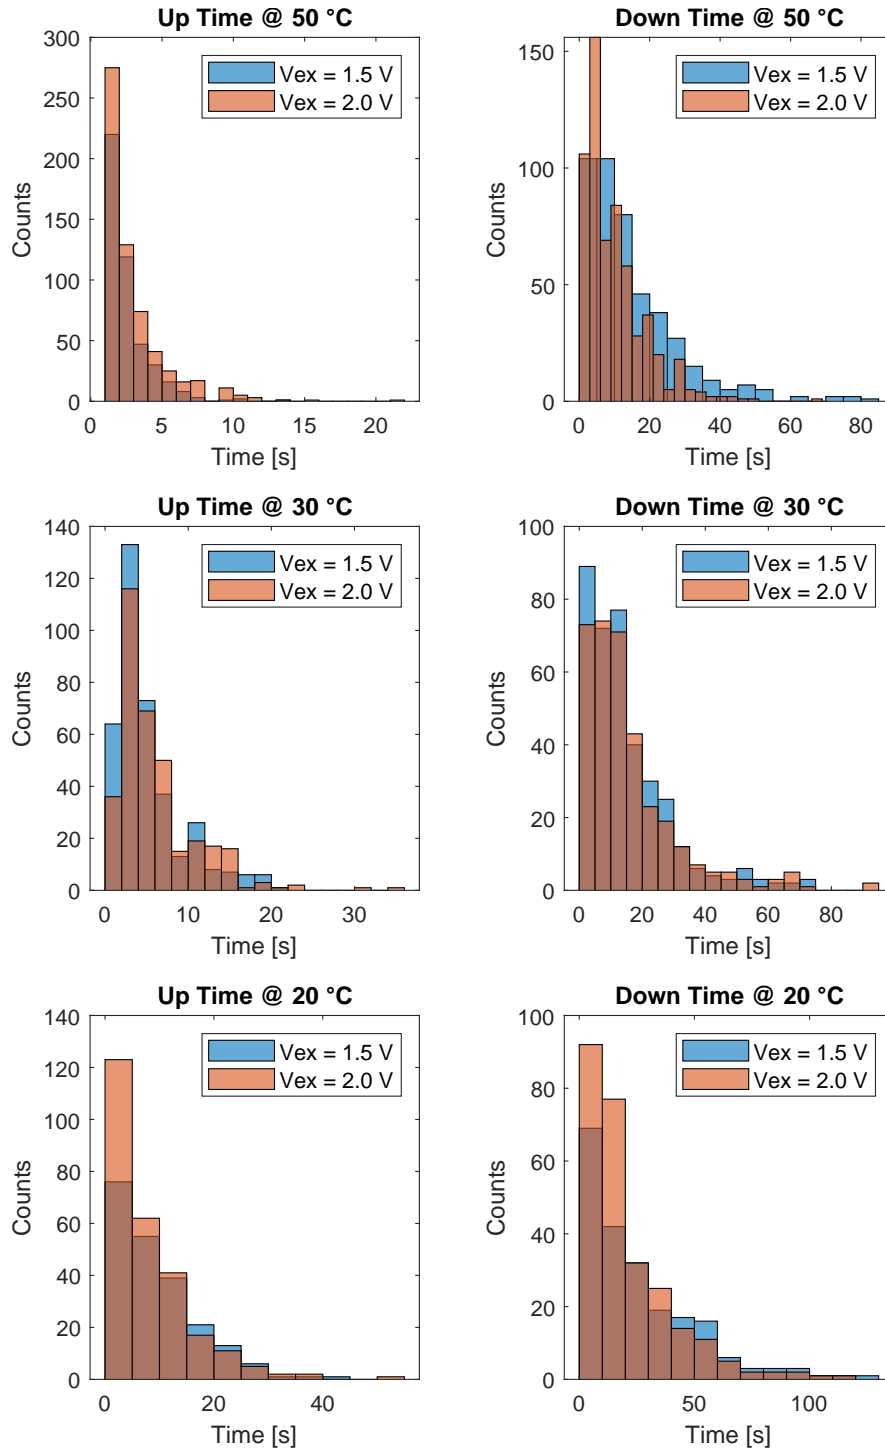 Up Time @ 50 °C
300
250
200
150
100
50
0
Counts
Vex = 1.5 V
Vex = 2.0 V
0 5 10 15 20
Time [s]
Down Time @ 50 °C
150
100
50
0
Counts
Vex = 1.5 V
Vex = 2.0 V
0 20 40 60 80
Time [s]
Up Time @ 30 °C
140
120
100
80
60
40
20
0
Counts
Vex = 1.5 V
Vex = 2.0 V
0 10 20 30
Time [s]
Down Time @ 30 °C
100
80
60
40
20
0
Counts
Vex = 1.5 V
Vex = 2.0 V
0 20 40 60 80
Time [s]
Up Time @ 20 °C
140
120
100
80
60
40
20
0
Counts
Vex = 1.5 V
Vex = 2.0 V
0 20 40
Time [s]
Down Time @ 20 °C
100
80
60
40
20
0
Counts
Vex = 1.5 V
Vex = 2.0 V
0 50 100
Time [s]